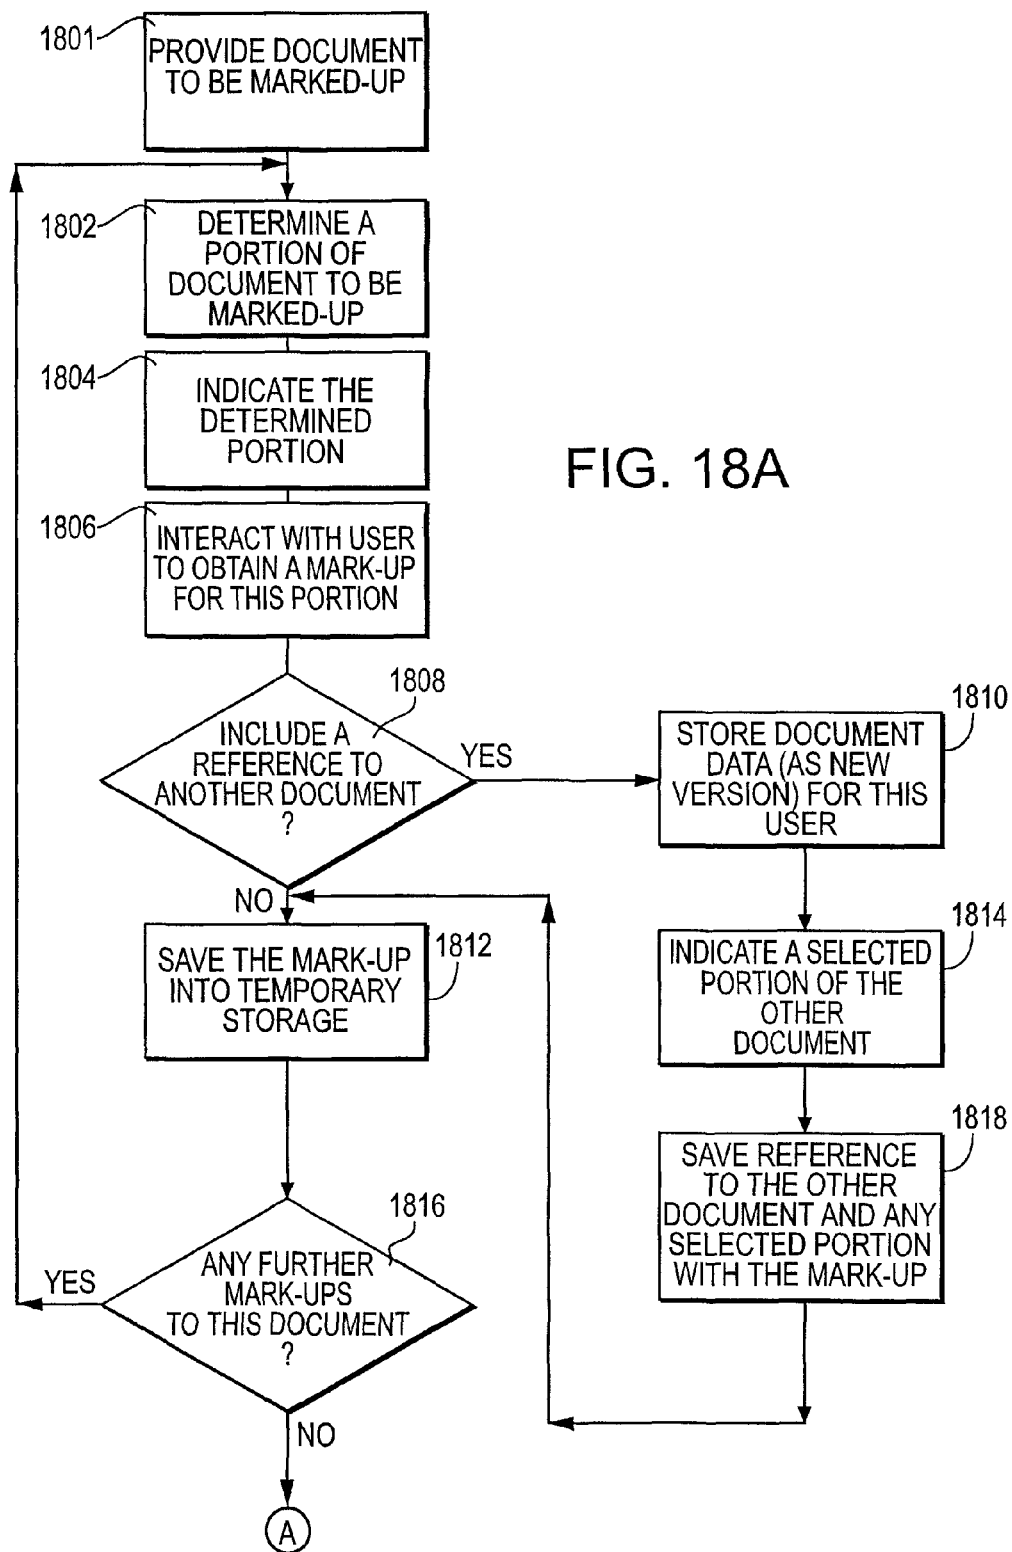 1801
PROVIDE DOCUMENT
TO BE MARKED-UP
1802
DETERMINE A
PORTION OF
DOCUMENT TO BE
MARKED-UP
1804
INDICATE THE
DETERMINED
PORTION
FIG. 18A
1806
INTERACT WITH USER
TO OBTAIN A MARK-UP
FOR THIS PORTION
1808
INCLUDE A
REFERENCE TO
ANOTHER DOCUMENT
?
YES
NO
1810
STORE DOCUMENT
DATA (AS NEW
VERSION) FOR THIS
USER
1814
INDICATE A SELECTED
PORTION OF THE
OTHER
DOCUMENT
1818
SAVE REFERENCE
TO THE OTHER
DOCUMENT AND ANY
SELECTED PORTION
WITH THE MARK-UP
1812
SAVE THE MARK-UP
INTO TEMPORARY
STORAGE
1816
ANY FURTHER
MARK-UPS
TO THIS DOCUMENT
?
YES
NO
A